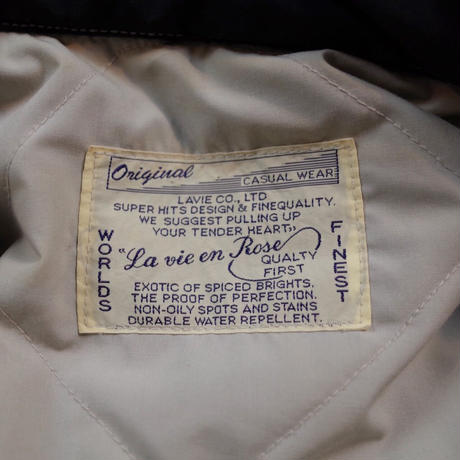 Original
CASUAL WEAR
LAVIE CO., LTD
SUPER HITS DESIGN & FINEQUALITY.
WE SUGGEST PULLING UP
YOUR TENDER HEART»
WORLDS
"La vie en Rose
QUALTY
FIRST
FINEST
EXOTIC OF SPICED BRIGHTS,
THE PROOF OF PERFECTION.
NON-OILY SPOTS AND STAINS
DURABLE WATER REPELLENT.